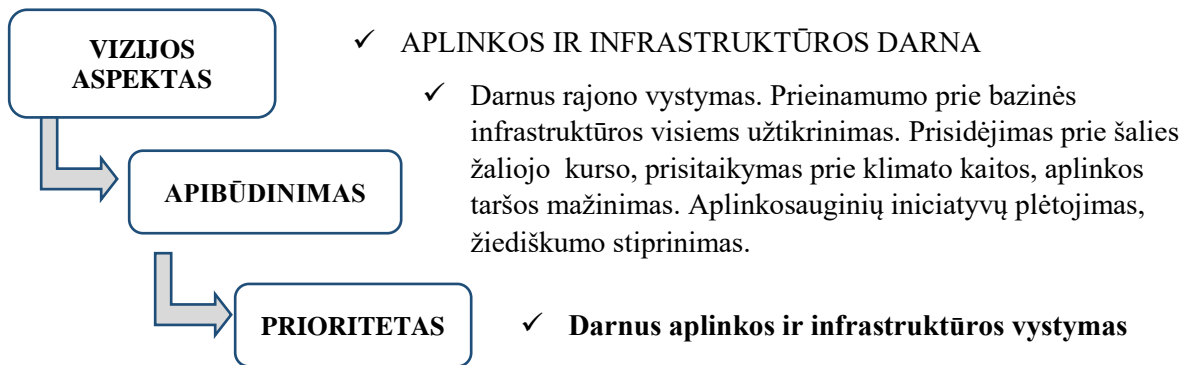 VIZIJOS
ASPEKTAS
✓ APLINKOS IR INFRASTRUKTŪROS DARNA
APIBŪDINIMAS
✓ Darnus rajono vystymas. Prieinamumo prie bazinės
infrastruktūros visiems užtikrinimas. Prisidėjimas prie šalies
žaliojo kurso, prisitaikymas prie klimato kaitos, aplinkos
taršos mažinimas. Aplinkosauginių iniciatyvų plėtojimas,
žiediškumo stiprinimas.
PRIORITETAS
✓ Darnus aplinkos ir infrastruktūros vystymas